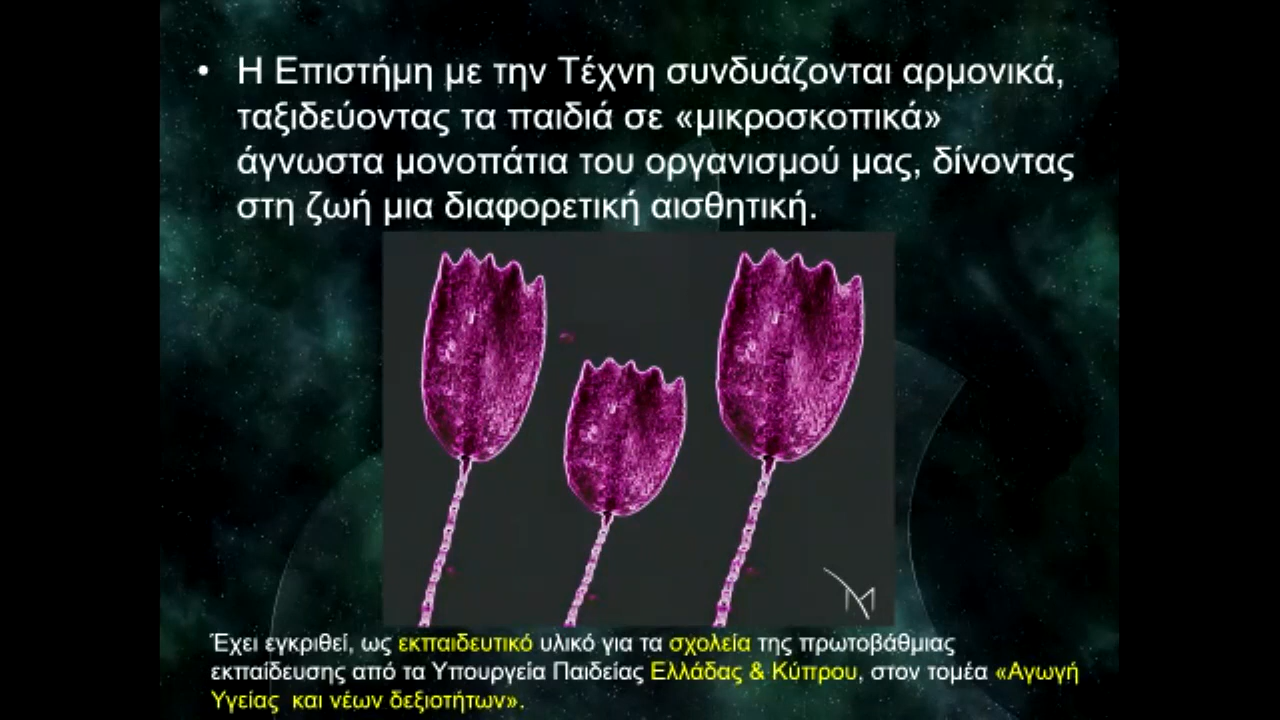 • Η Επιστήμη με την Τέχνη συνδυάζονται αρμονικά,
ταξιδεύοντας τα παιδιά σε «μικροσκοπικά»
άγνωστα μονοπάτια του οργανισμού μας, δίνοντας
στη ζωή μια διαφορετική αισθητική.
Έχει εγκριθεί, ως εκπαιδευτικό υλικό για τα σχολεία της πρωτοβάθμιας
εκπαίδευσης από τα Υπουργεία Παιδείας Ελλάδας & Κύπρου, στον τομέα «Αγωγή
Υγείας και νέων δεξιοτήτων».